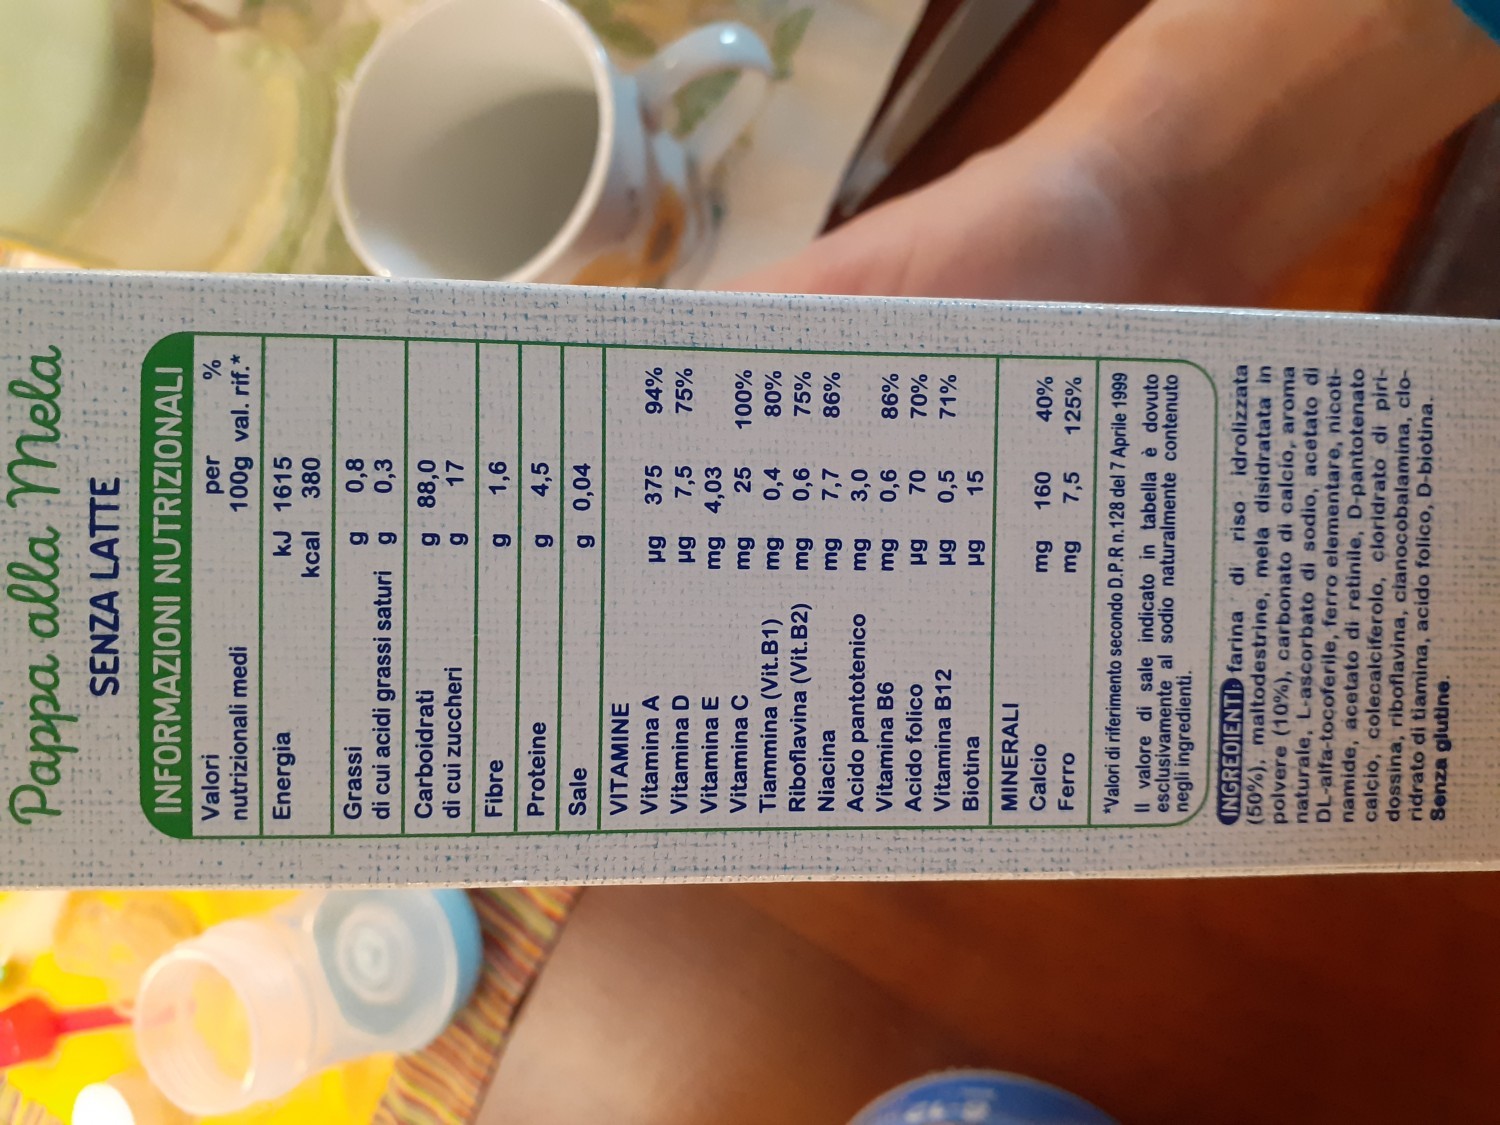 Pappa alla Mela
SENZA LATTE
INFORMAZIONI NUTRIZIONALI
Valori per %
nutrizionali medi 100g val. rif.*
Energia kJ 1615
kcal 380
Grassi g 0,8
di cui acidi grassi saturi g 0,3
Carboidrati g 88,0
di cui zuccheri g 17
Fibre g 1,6
Proteine g 4,5
Sale g 0,04
VITAMINE
Vitamina A µg 375 94%
Vitamina D µg 7,5 75%
Vitamina E mg 4,03
Vitamina C mg 25 100%
Tiammina (Vit.B1) mg 0,4 80%
Riboflavina (Vit.B2) mg 0,6 75%
Niacina mg 7,7 86%
Acido pantotenico mg 3,0
Vitamina B6 mg 0,6 86%
Acido folico µg 70 70%
Vitamina B12 µg 0,5 71%
Biotina µg 15
MINERALI
Calcio mg 160 40%
Ferro mg 7,5 125%
*Valori di riferimento secondo D.P.R n.128 del 7 Aprile 1999
Il valore di sale indicato in tabella è dovuto
esclusivamente al sodio naturalmente contenuto
negli ingredienti.
INGREDIENTI: farina di riso idrolizzata
(50%), maltodestrine, mela disidratata in
polvere (10%), carbonato di calcio, aroma
naturale, L-ascorbato di sodio, acetato di
DL-alfa-tocoferile, ferro elementare, nicoti-
namide, acetato di retinile, D-pantotenato
calcio, colecalciferolo, cloridrato di piri-
dossina, riboflavina, cianocobalamina, clo-
ridrato di tiamina, acido folico, D-biotina.
Senza glutine.